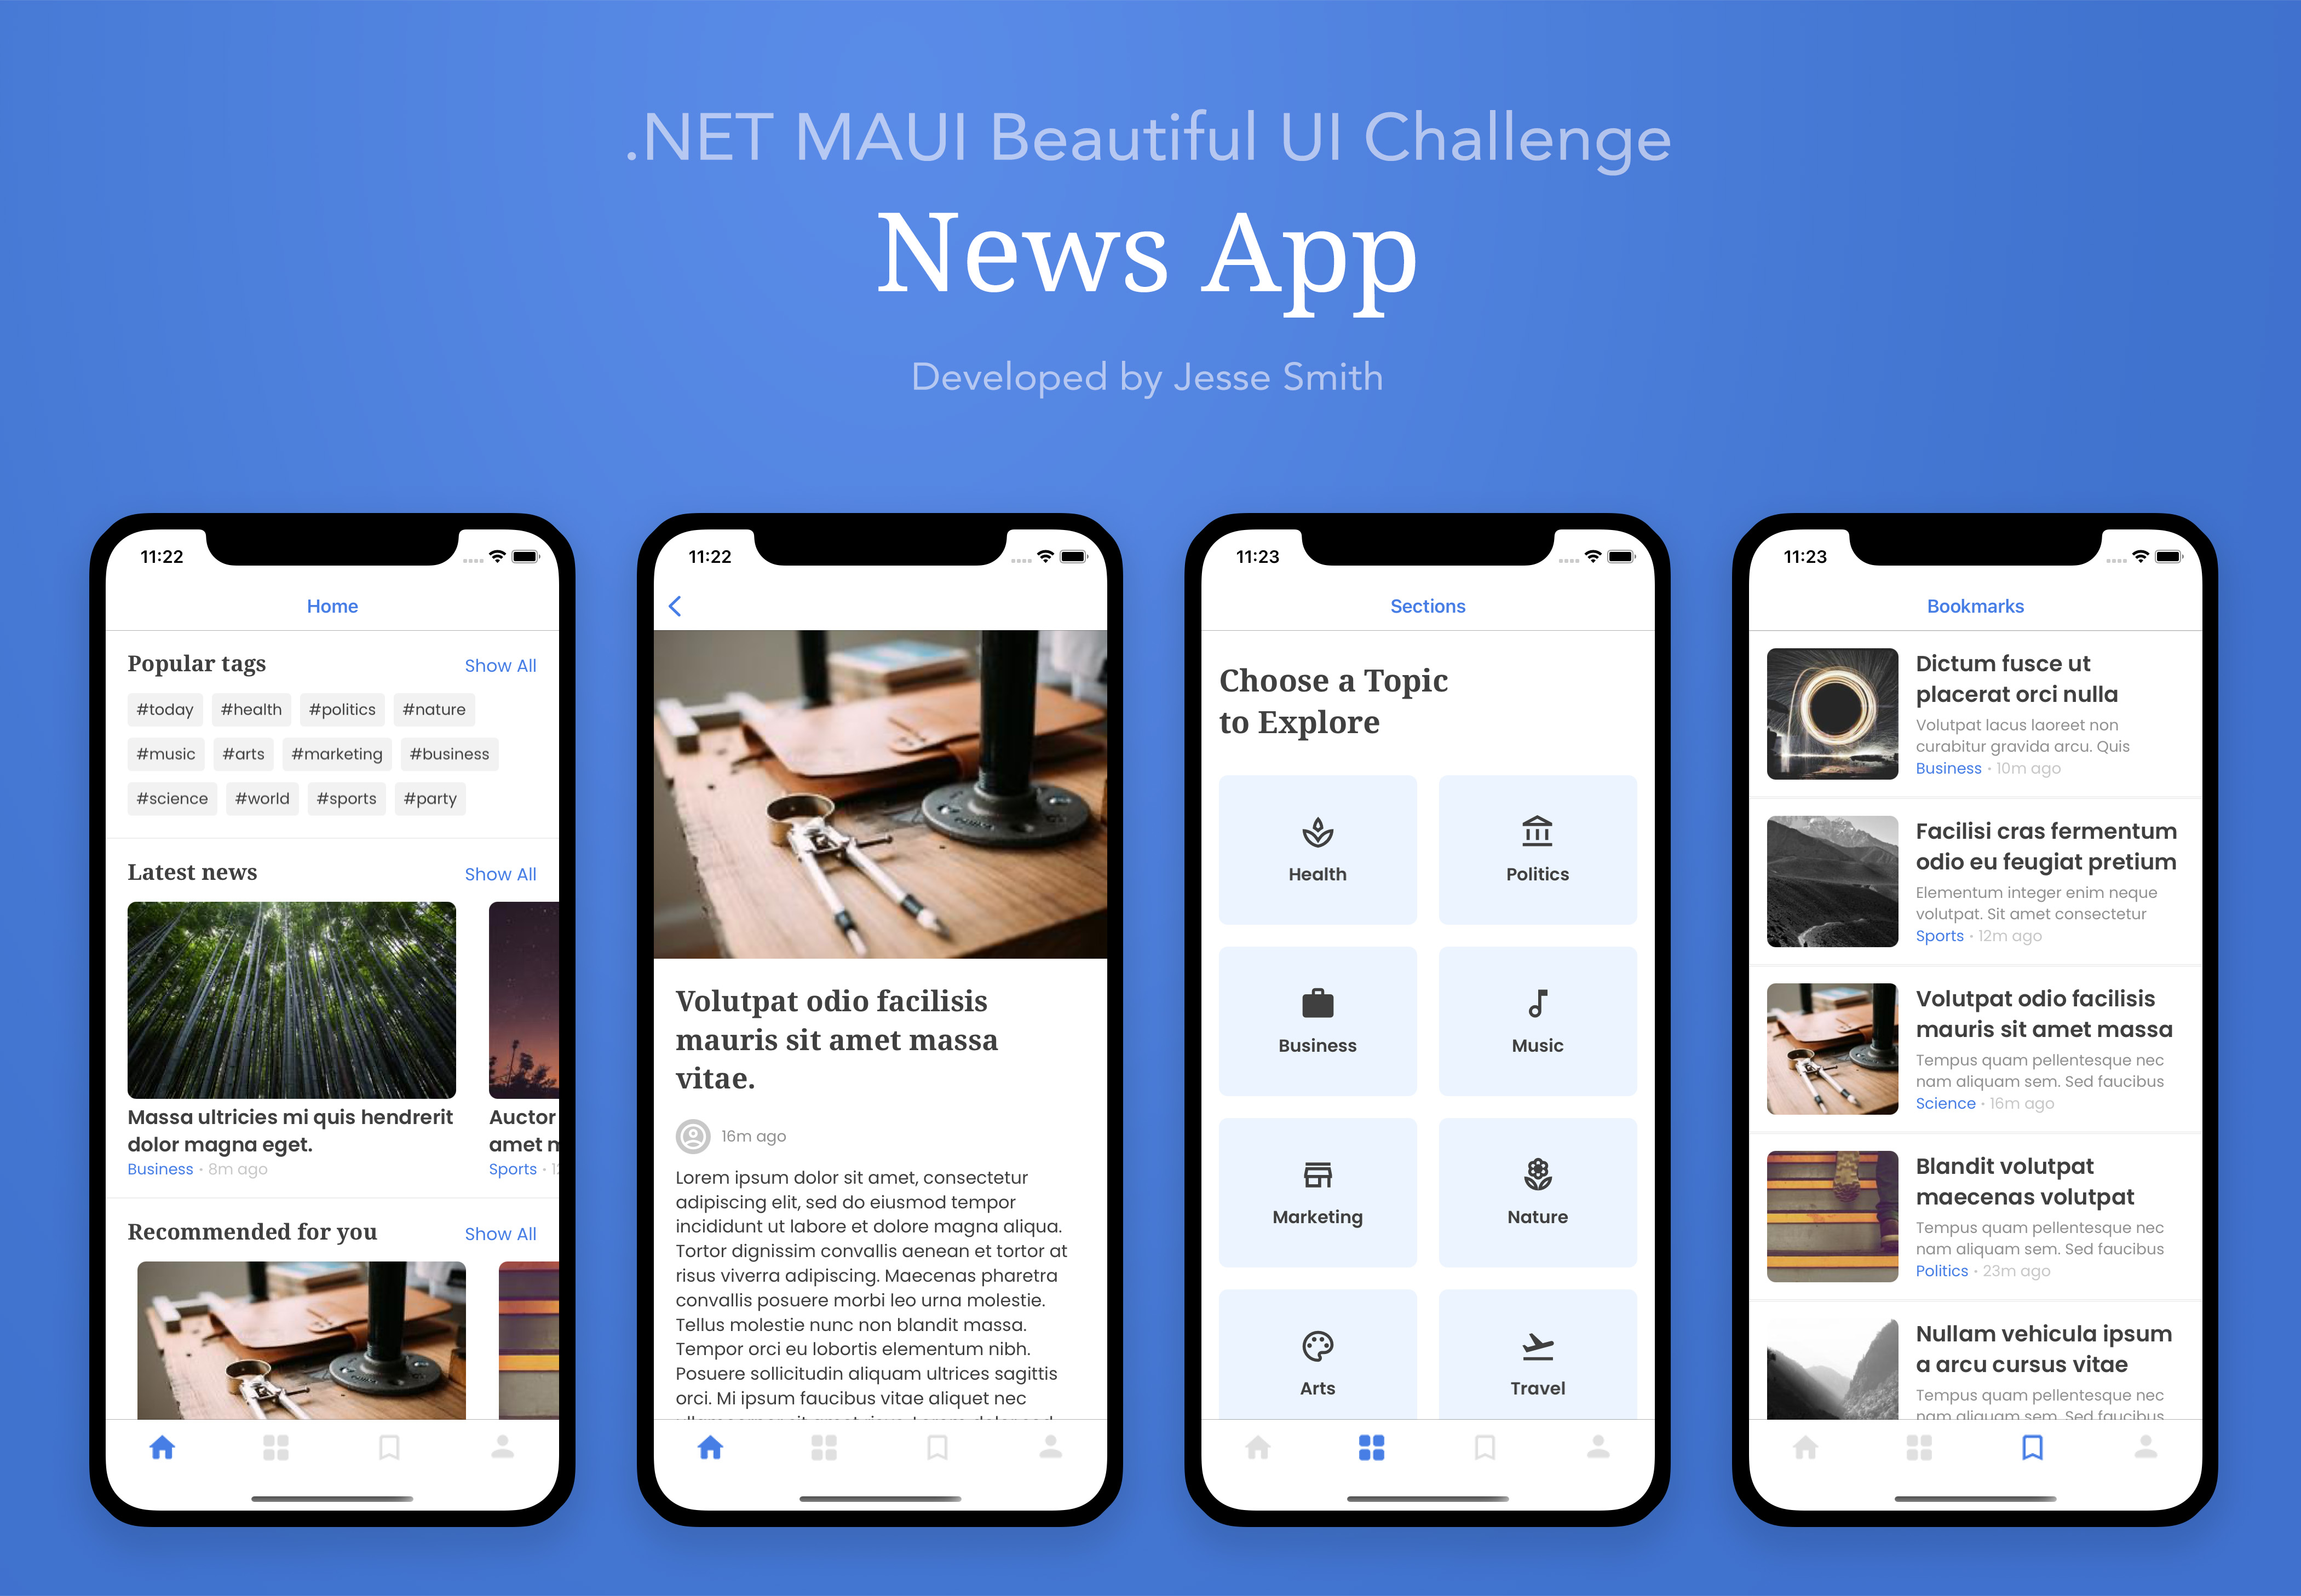 .NET MAUI Beautiful UI Challenge
News App
Developed by Jesse Smith
11:22
Home
Popular tags
Show All
#today #health #politics #nature
#music #arts #marketing #business
#science #world #sports #party
Latest news
Show All
Massa ultricies mi quis hendrerit
dolor magna eget.
Business • 8m ago
Auctor
amet
Sports •
Recommended for you
Show All
11:22
Volutpat odio facilisis
mauris sit amet massa
vitae.
16m ago
Lorem ipsum dolor sit amet, consectetur
adipiscing elit, sed do eiusmod tempor
incididunt ut labore et dolore magna aliqua.
Tortor dignissim convallis aenean et tortor at
risus viverra adipiscing. Maecenas pharetra
convallis posuere morbi leo urna molestie.
Tellus molestie nunc non blandit massa.
Tempor orci eu lobortis elementum nibh.
Posuere sollicitudin aliquam ultrices sagittis
orci. Mi ipsum faucibus vitae aliquet nec
11:23
Sections
Choose a Topic
to Explore
Health
Politics
Business
Music
Marketing
Nature
Arts
Travel
11:23
Bookmarks
Dictum fusce ut
placerat orci nulla
Volutpat lacus laoreet non
curabitur gravida arcu. Quis
Business • 10m ago
Facilisi cras fermentum
odio eu feugiat pretium
Elementum integer enim neque
volutpat. Sit amet consectetur
Sports • 12m ago
Volutpat odio facilisis
mauris sit amet massa
Tempus quam pellentesque nec
nam aliquam sem. Sed faucibus
Science • 16m ago
Blandit volutpat
maecenas volutpat
Tempus quam pellentesque nec
nam aliquam sem. Sed faucibus
Politics • 23m ago
Nullam vehicula ipsum
a arcu cursus vitae
Tempus quam pellentesque nec
nam aliquam sem. Sed faucibus